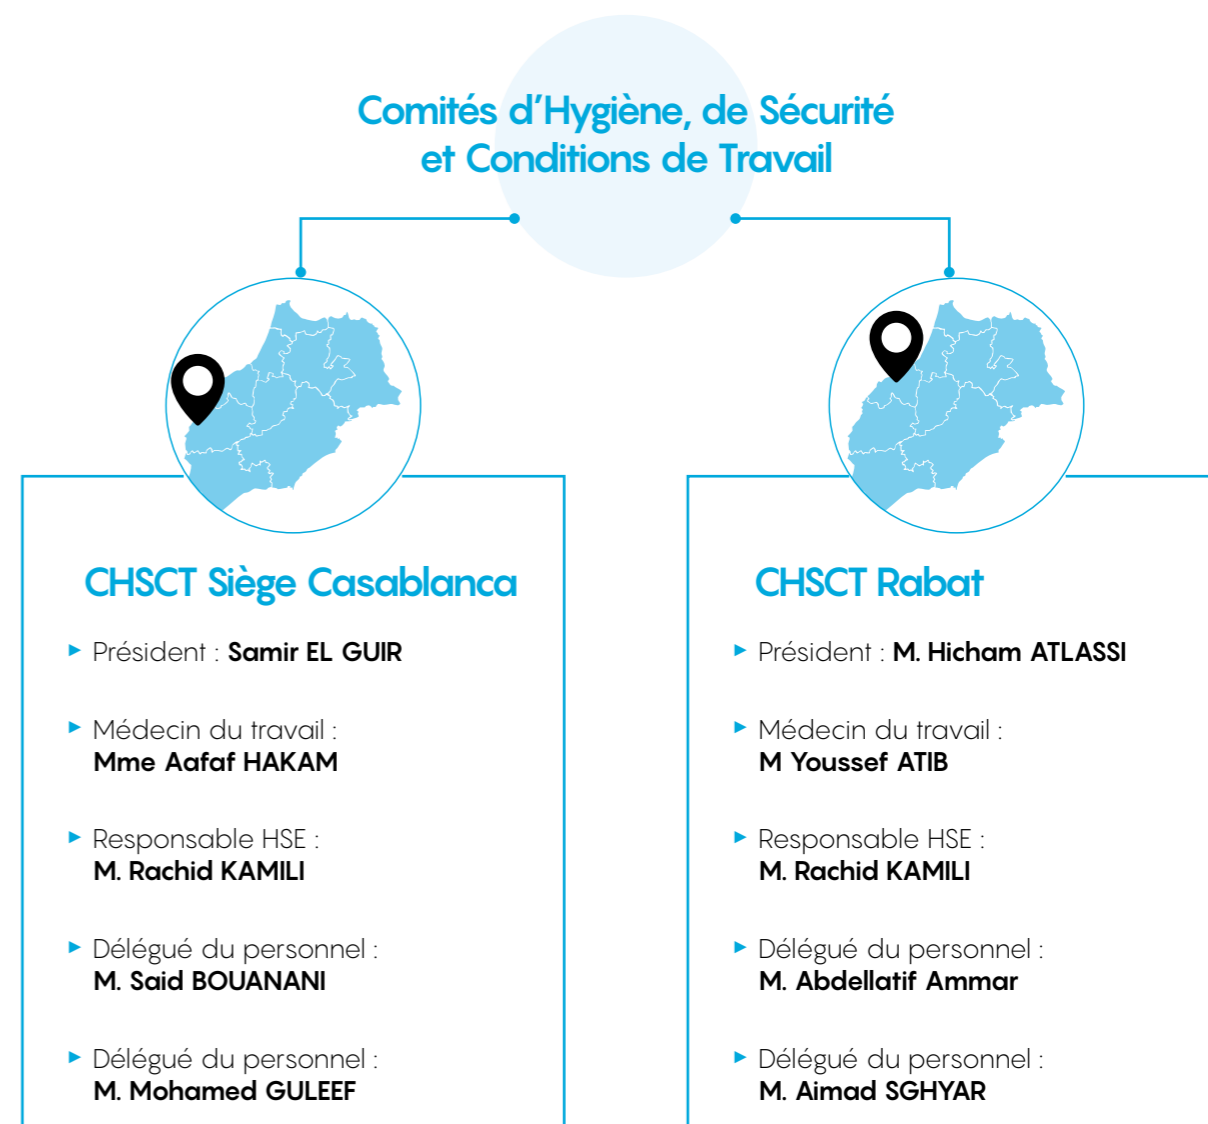 Comités d’Hygiène, de Sécurité
et Conditions de Travail
CHSCT Siège Casablanca
► Président : Samir EL GUIR
► Médecin du travail :
Mme Aafaf HAKAM
► Responsable HSE :
M. Rachid KAMILI
► Délégué du personnel :
M. Said BOUANANI
► Délégué du personnel :
M. Mohamed GULEEF
CHSCT Rabat
► Président : M. Hicham ATLASSI
► Médecin du travail :
M Youssef ATIB
► Responsable HSE :
M. Rachid KAMILI
► Délégué du personnel :
M. Abdellatif Ammar
► Délégué du personnel :
M. Aimad SGHYAR